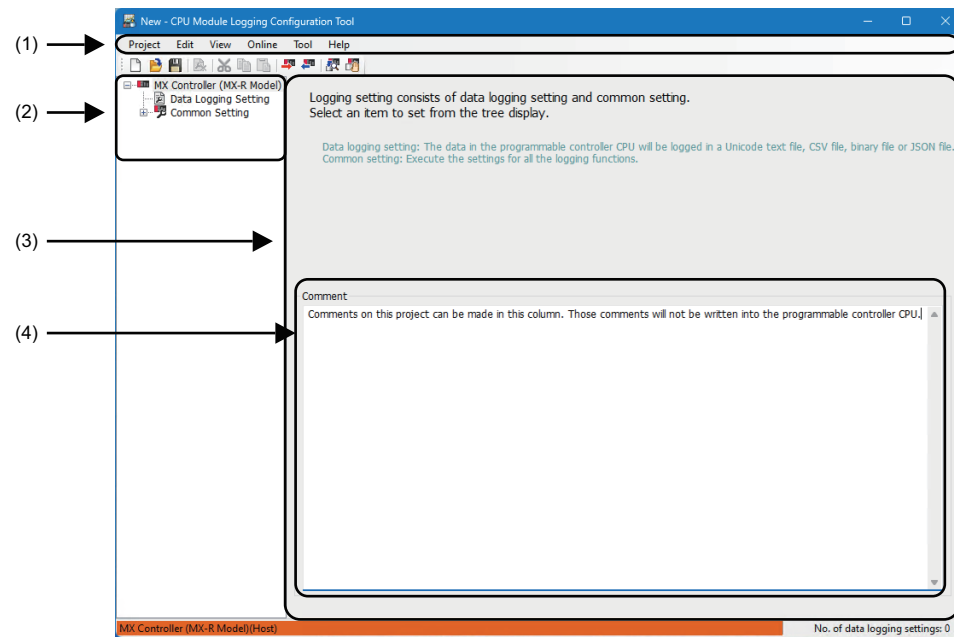 New - CPU Module Logging Configuration Tool
(1)
Project Edit View Online Tool Help
(2)
MX Controller (MX-R Model)
Data Logging Setting
Common Setting
Logging setting consists of data logging setting and common setting.
Select an item to set from the tree display.
Data logging setting: The data in the programmable controller CPU will be logged in a Unicode text file, CSV file, binary file or JSON file.
Common setting: Execute the settings for all the logging functions.
(3)
Comment
Comments on this project can be made in this column. Those comments will not be written into the programmable controller CPU.
(4)
MX Controller (MX-R Model)(Host)
No. of data logging settings: 0